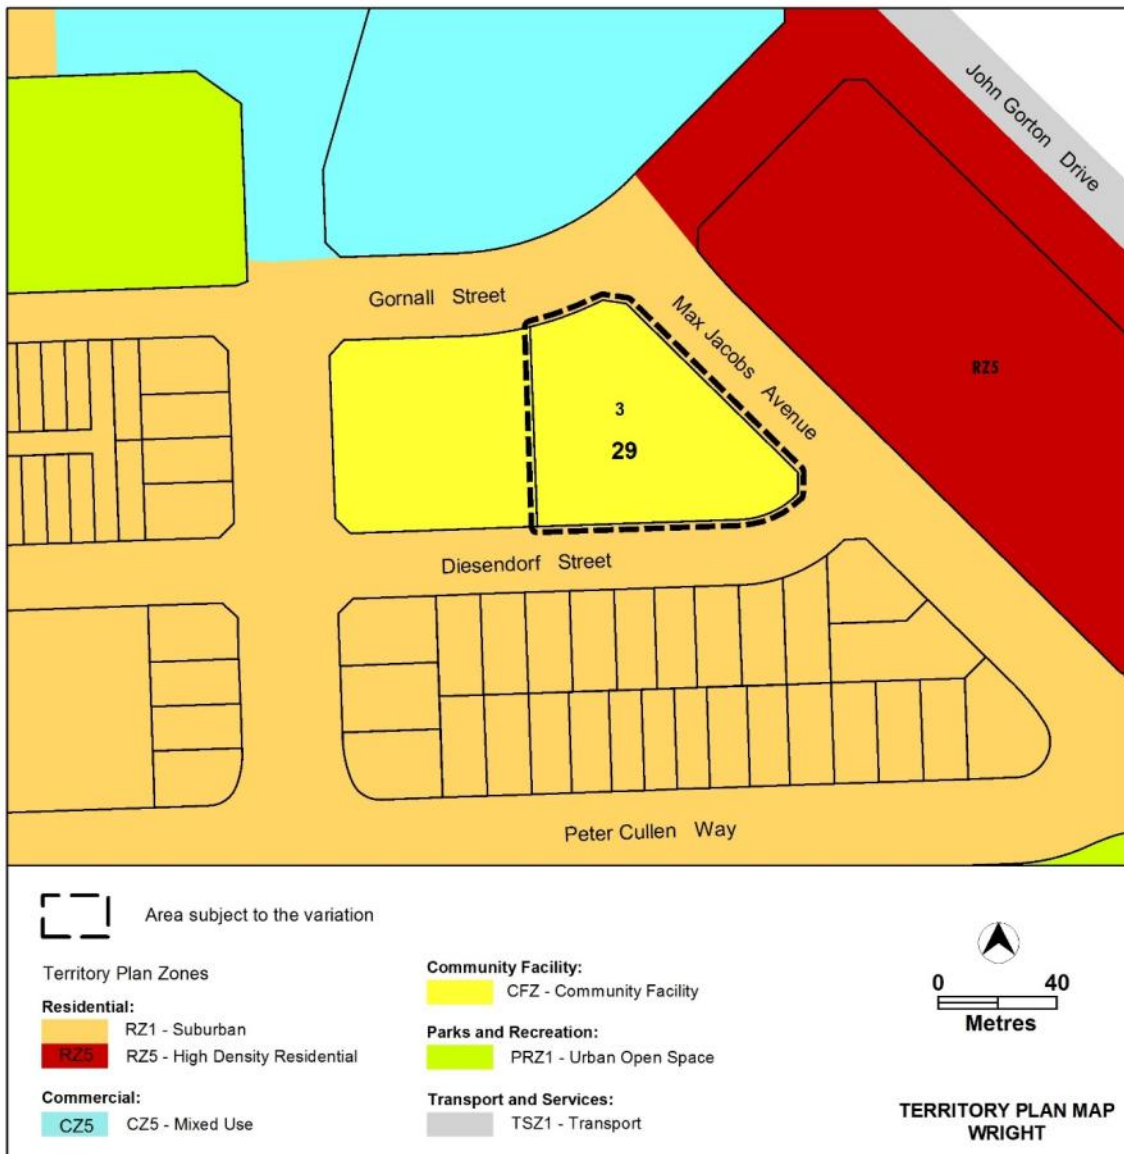 John Gorton Drive
Gornall Street
Max Jacobs Avenue
RZ5
3
29
Diesendorf Street
Peter Cullen Way
Area subject to the variation
Territory Plan Zones
Residential:
RZ1 - Suburban
RZ5 RZ5 - High Density Residential
Commercial:
CZ5 CZ5 - Mixed Use
Community Facility:
CFZ - Community Facility
Parks and Recreation:
PRZ1 - Urban Open Space
Transport and Services:
TSZ1 - Transport
0 40
Metres
TERRITORY PLAN MAP
WRIGHT